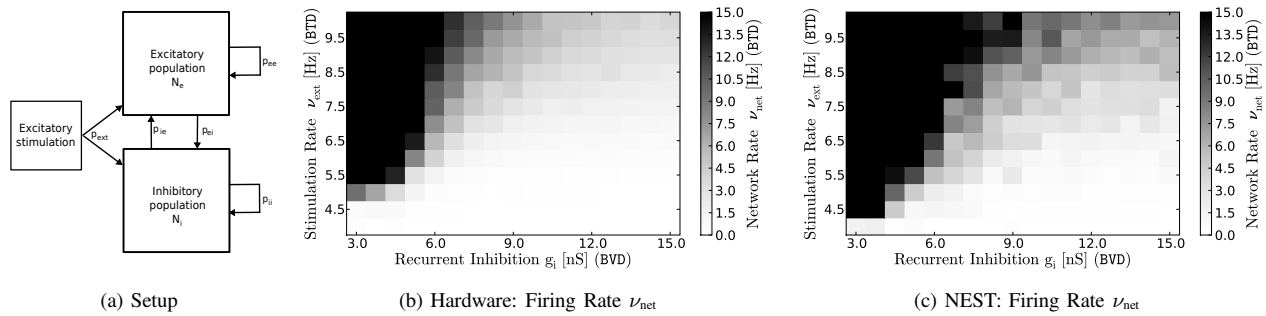 Excitatory
stimulation
Excitatory
population
N_e
p_ee
p_ext
p_ie
p_ei
Inhibitory
population
N_i
p_ii
(a) Setup
Stimulation Rate ν_ext [Hz] (BTD)
9.5
8.5
7.5
6.5
5.5
4.5
3.0 6.0 9.0 12.0 15.0
Recurrent Inhibition g_i [nS] (BVD)
15.0
13.5
12.0
10.5
9.0
7.5
6.0
4.5
3.0
1.5
0.0
Network Rate ν_net [Hz] (BTD)
(b) Hardware: Firing Rate ν_net
Stimulation Rate ν_ext [Hz] (BTD)
9.5
8.5
7.5
6.5
5.5
4.5
3.0 6.0 9.0 12.0 15.0
Recurrent Inhibition g_i [nS] (BVD)
15.0
13.5
12.0
10.5
9.0
7.5
6.0
4.5
3.0
1.5
0.0
Network Rate ν_net [Hz] (BTD)
(c) NEST: Firing Rate ν_net